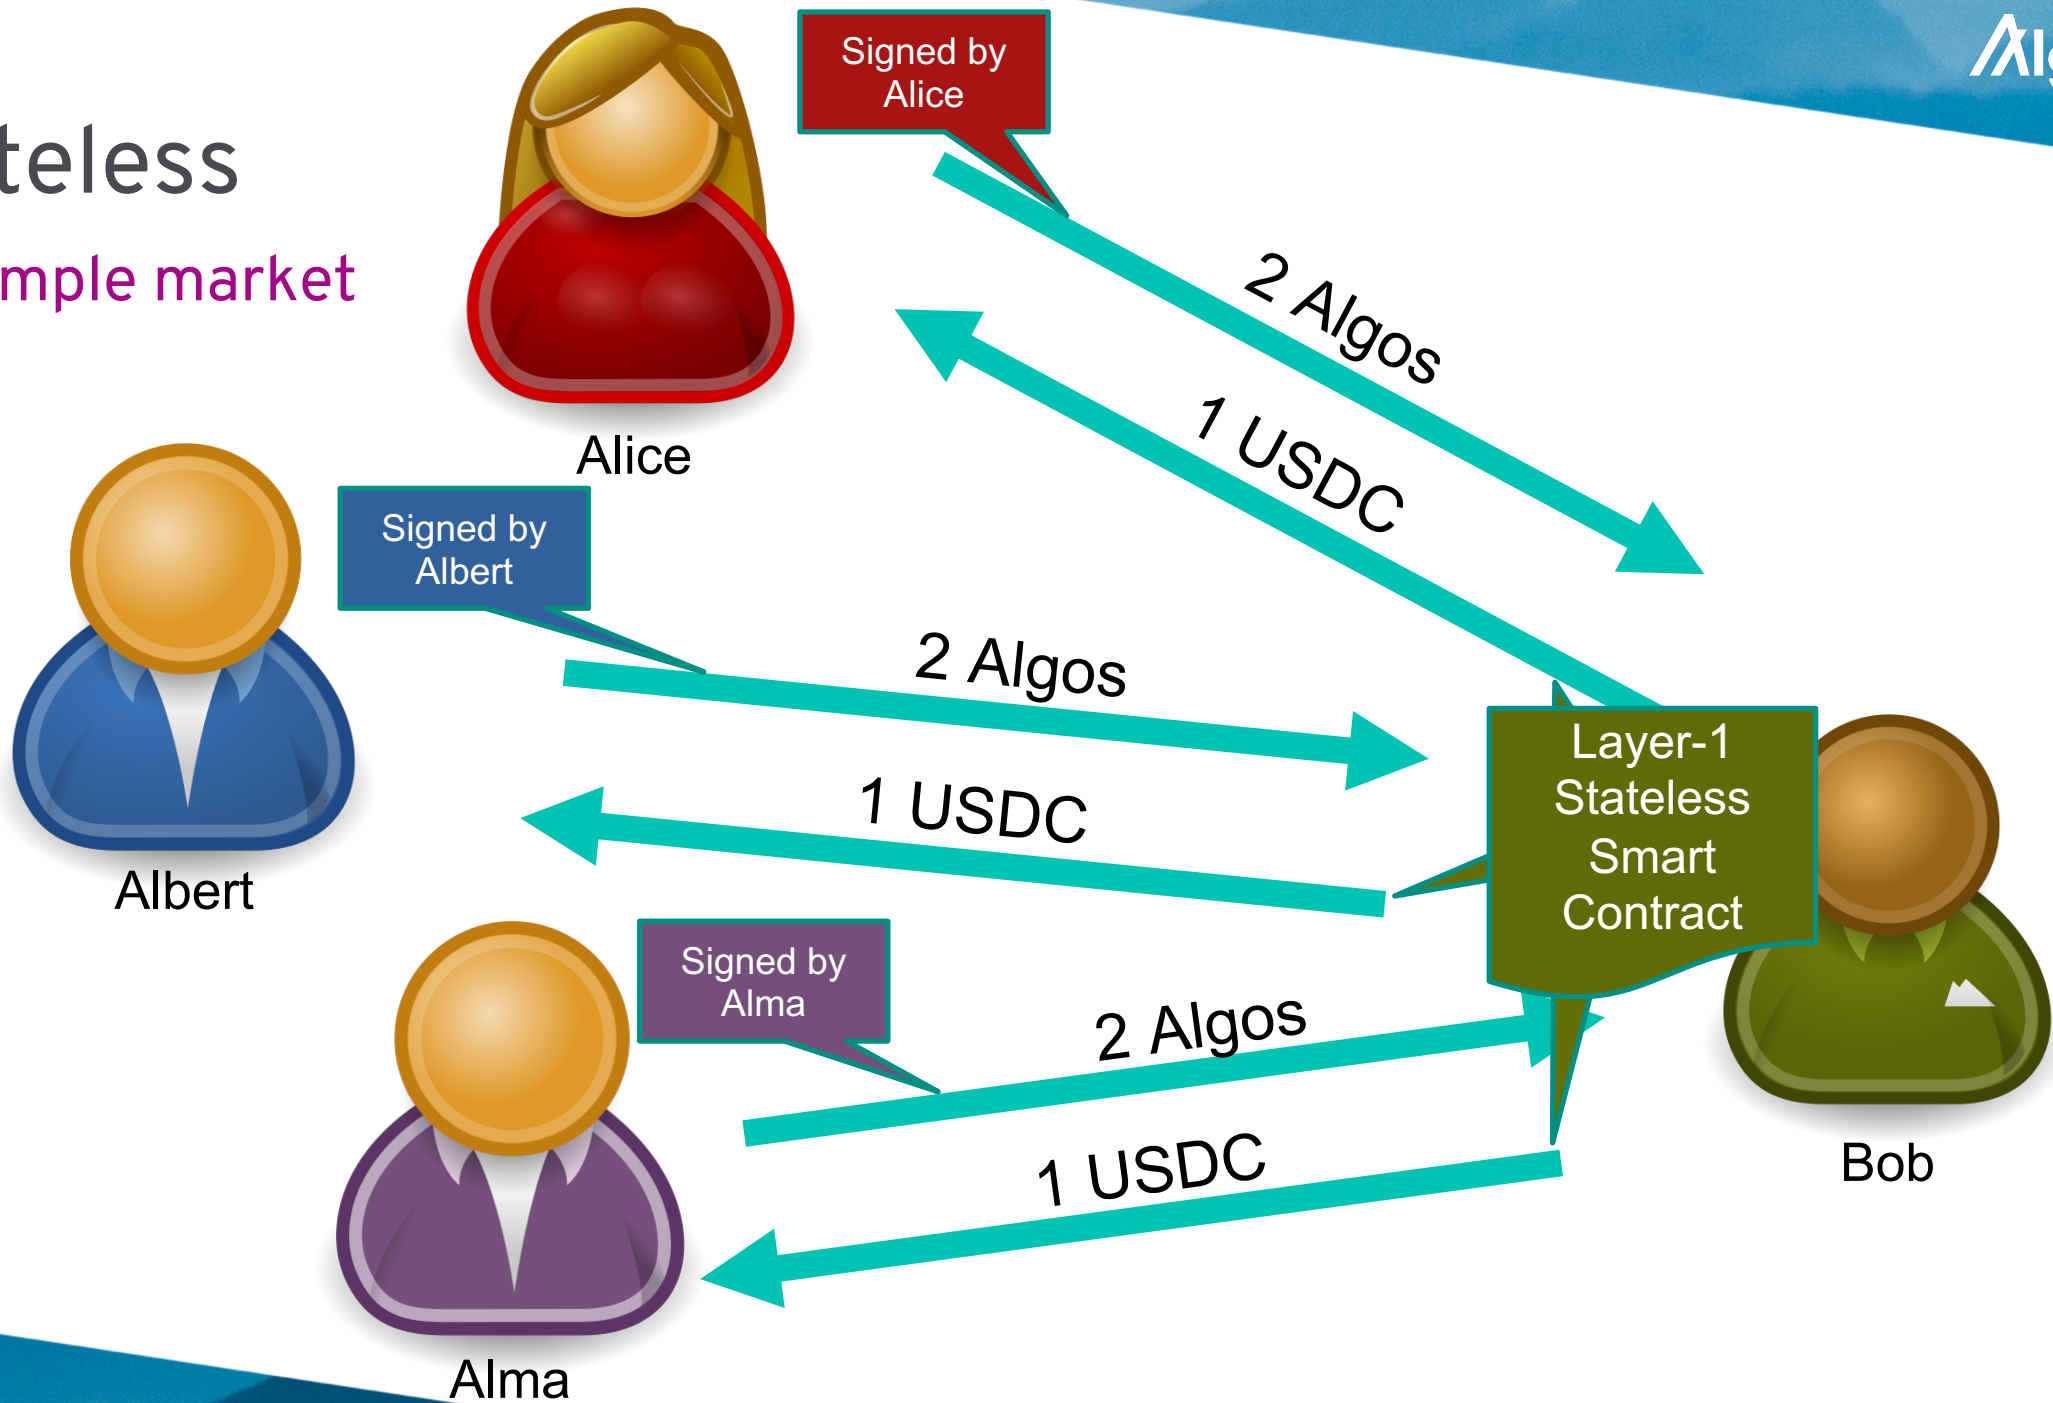 Signed by
Alice
teless
mple market
2 Algos
1 USDC
Alice
Signed by
Albert
2 Algos
1 USDC
Albert
Layer-1
Stateless
Smart
Contract
Signed by
Alma
2 Algos
1 USDC
Bob
Alma